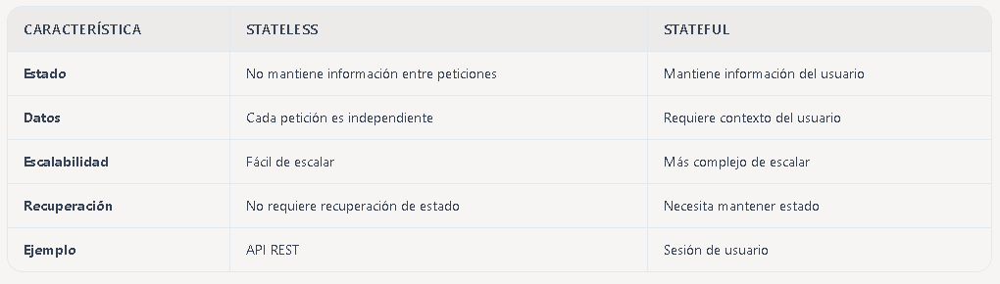 CARACTERÍSTICA STATELESS STATEFUL
Estado No mantiene información entre peticiones Mantiene información del usuario
Datos Cada petición es independiente Requiere contexto del usuario
Escalabilidad Fácil de escalar Más complejo de escalar
Recuperación No requiere recuperación de estado Necesita mantener estado
Ejemplo API REST Sesión de usuario